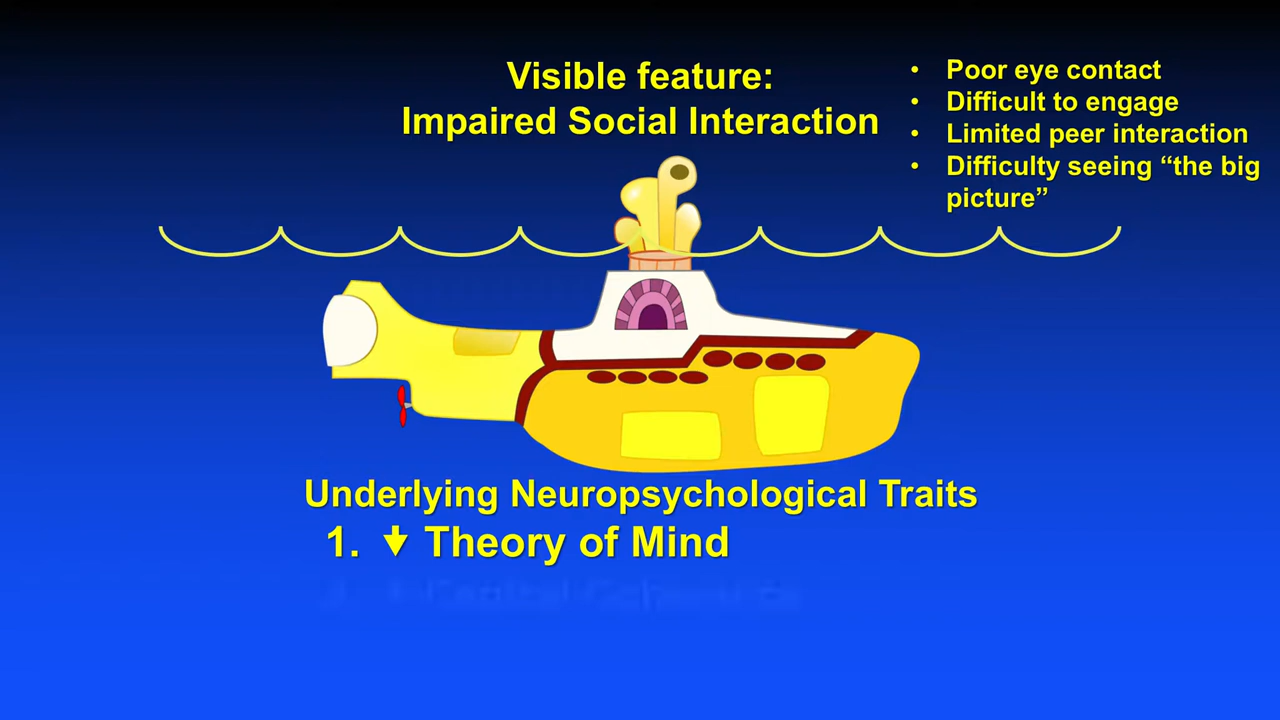 Visible feature:
Impaired Social Interaction
• Poor eye contact
• Difficult to engage
• Limited peer interaction
• Difficulty seeing “the big
picture”
Underlying Neuropsychological Traits
1. ↓ Theory of Mind